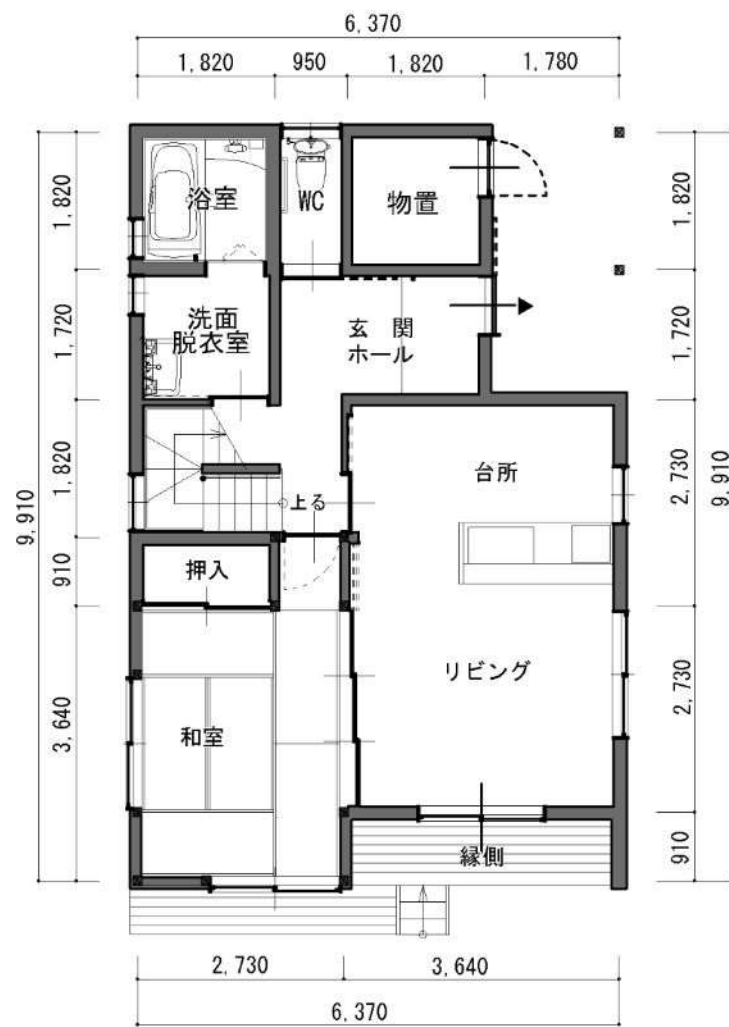 6,370
1,820
950
1,820
1,780
浴室
WC
物置
1,820
1,820
洗面
脱衣室
玄関
ホール
1,720
1,720
台所
1,820
2,730
9,910
9,910
上る
910
押入
リビング
2,730
3,640
和室
縁側
910
2,730
3,640
6,370